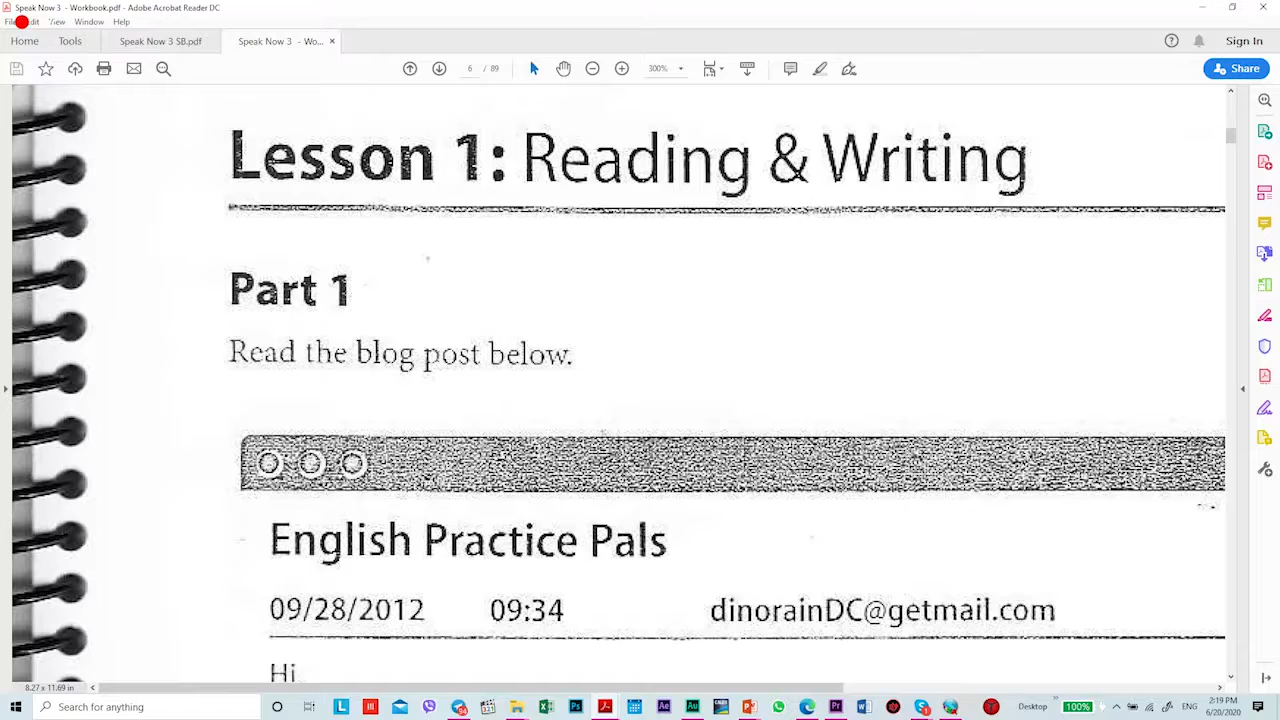 Speak Now 3 - Workbook.pdf - Adobe Acrobat Reader DC
View Window Help
Home Tools Speak Now 3 SB.pdf Speak Now 3 - Wo... × Sign In
6 / 89 300% Share
Lesson 1: Reading & Writing
Part 1
Read the blog post below.
English Practice Pals
09/28/2012 09:34 dinorainDC@getmail.com
Hi
8.27 x 11.69 in
Search for anything Desktop 100% 2:19 PM
6/20/2020